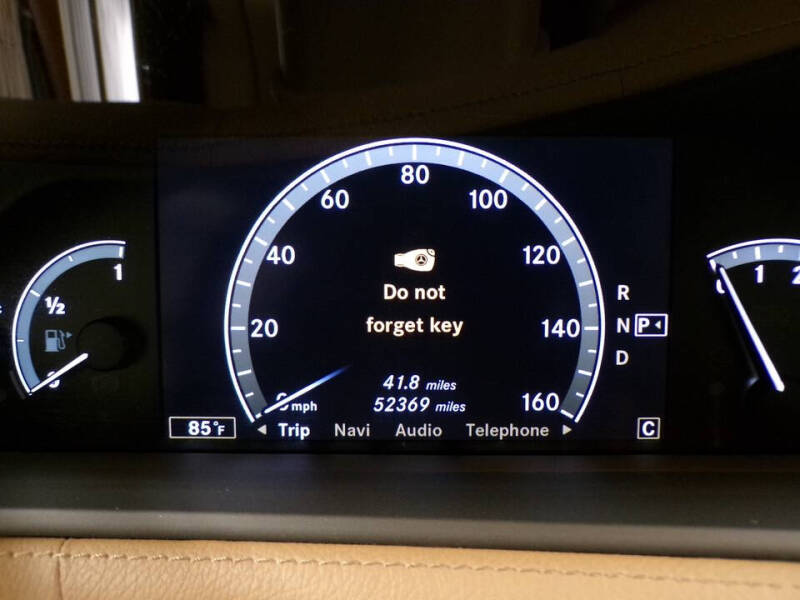 80
60 100
40 120
1
½
1 2
Do not
R
forget key
20 140
N P
D
41.8 miles
0 mph 52369 miles 160
85°F Trip Navi Audio Telephone C